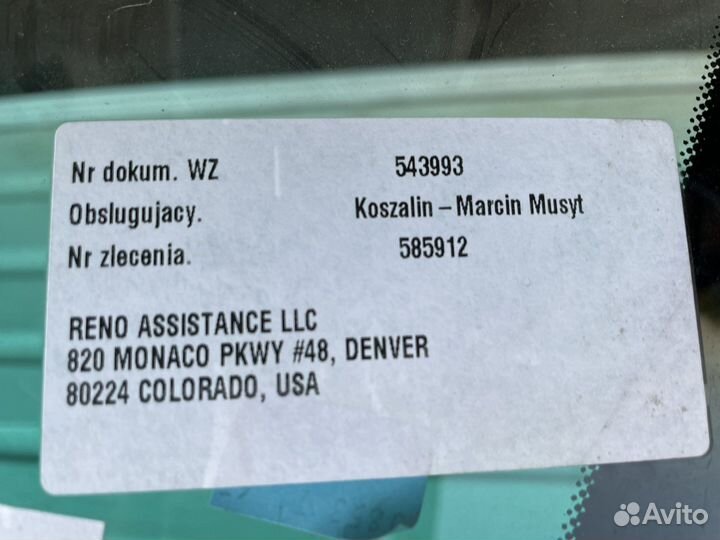 Nr dokum. WZ 543993
Obslugujacy. Koszalin – Marcin Musyt
Nr zlecenia. 585912
RENO ASSISTANCE LLC
820 MONACO PKWY #48, DENVER
80224 COLORADO, USA
Avito